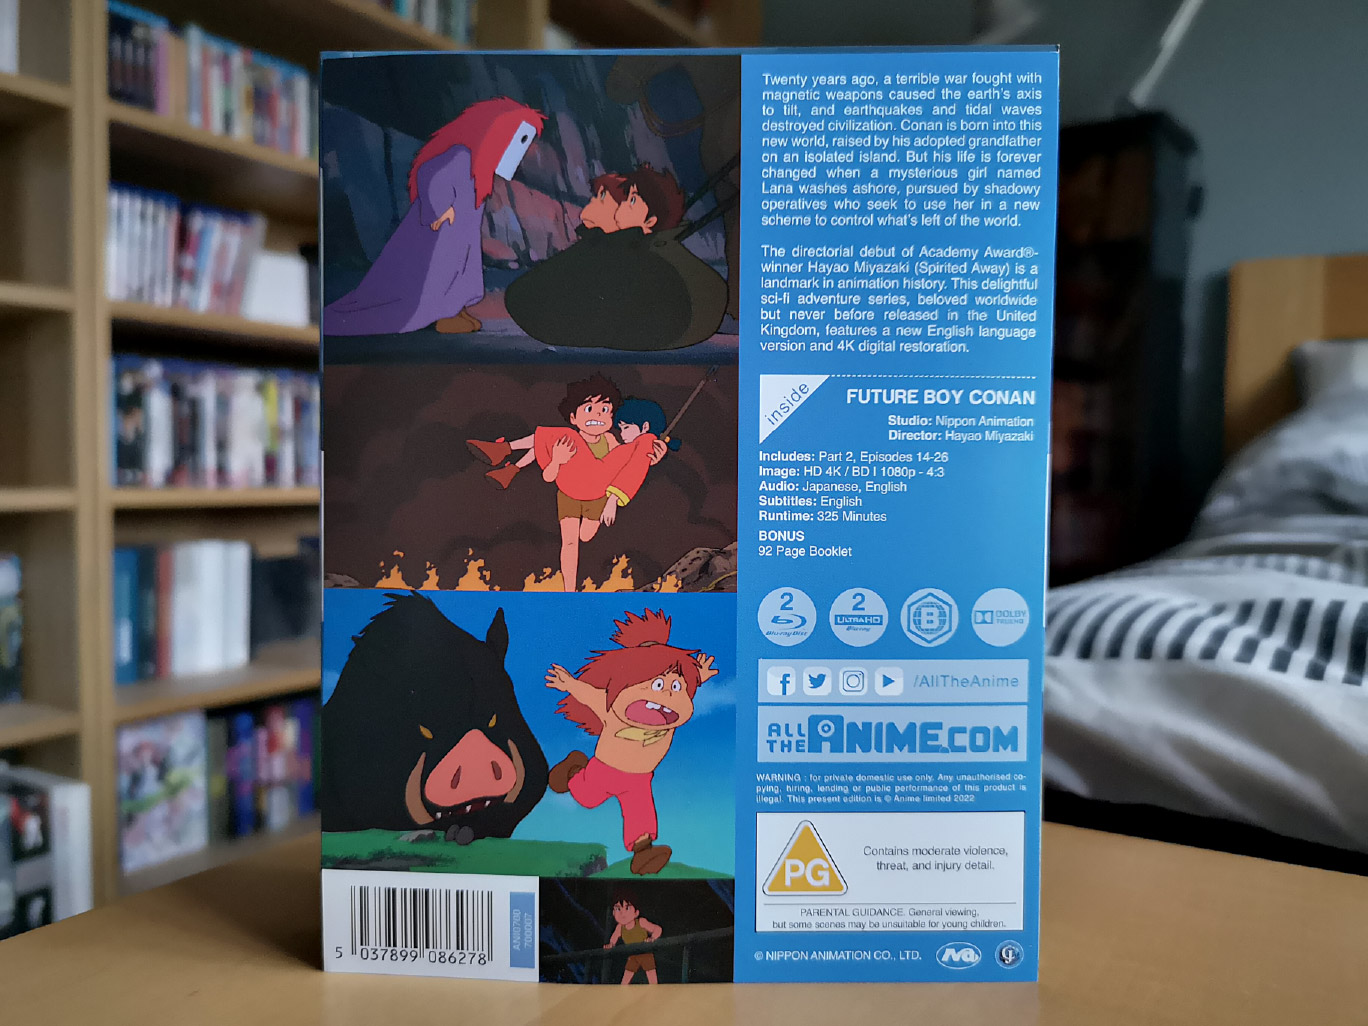 Twenty years ago, a terrible war fought with
magnetic weapons caused the earth's axis
to tilt, and earthquakes and tidal waves
destroyed civilization. Conan is born into this
new world, raised by his adopted grandfather
on an isolated island. But his life is forever
changed when a mysterious girl named
Lana washes ashore, pursued by shadowy
operatives who seek to use her in a new
scheme to control what's left of the world.
The directorial debut of Academy Award®-
winner Hayao Miyazaki (Spirited Away) is a
landmark in animation history. This delightful
sci-fi adventure series, beloved worldwide
but never before released in the United
Kingdom, features a new English language
version and 4K digital restoration.
inside
FUTURE BOY CONAN
Studio: Nippon Animation
Director: Hayao Miyazaki
Includes: Part 2, Episodes 14-26
Image: HD 4K / BD I 1080p - 4:3
Audio: Japanese, English
Subtitles: English
Runtime: 325 Minutes
BONUS
92 Page Booklet
2
Blu-ray Disc
2
ULTRA HD
Blu-ray
B
DOLBY
TRUEHD
/AllTheAnime
ALL THE ANIME.COM
WARNING : for private domestic use only. Any unauthorised co-
pying, hiring, lending or public performance of this product is
illegal. This present edition is © Anime limited 2022
PG
Contains moderate violence,
threat, and injury detail.
PARENTAL GUIDANCE. General viewing,
but some scenes may be unsuitable for young children.
© NIPPON ANIMATION CO., LTD.
5 037899 086278